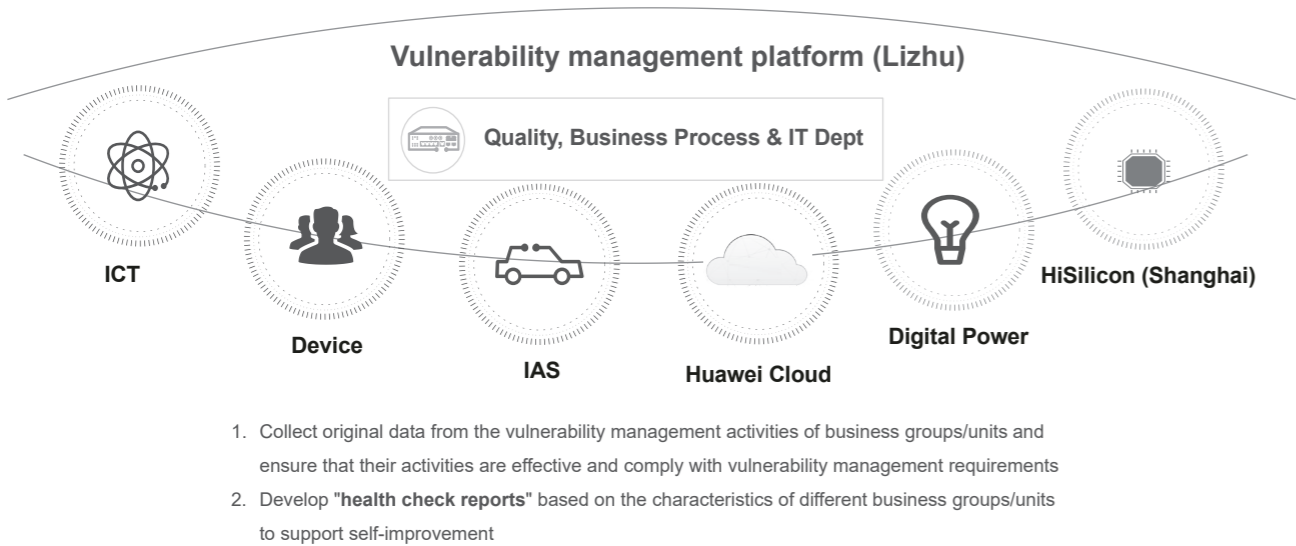 Vulnerability management platform (Lizhu)
Quality, Business Process & IT Dept
ICT
Device
IAS
Huawei Cloud
Digital Power
HiSilicon (Shanghai)
1. Collect original data from the vulnerability management activities of business groups/units and
ensure that their activities are effective and comply with vulnerability management requirements
2. Develop "health check reports" based on the characteristics of different business groups/units
to support self-improvement